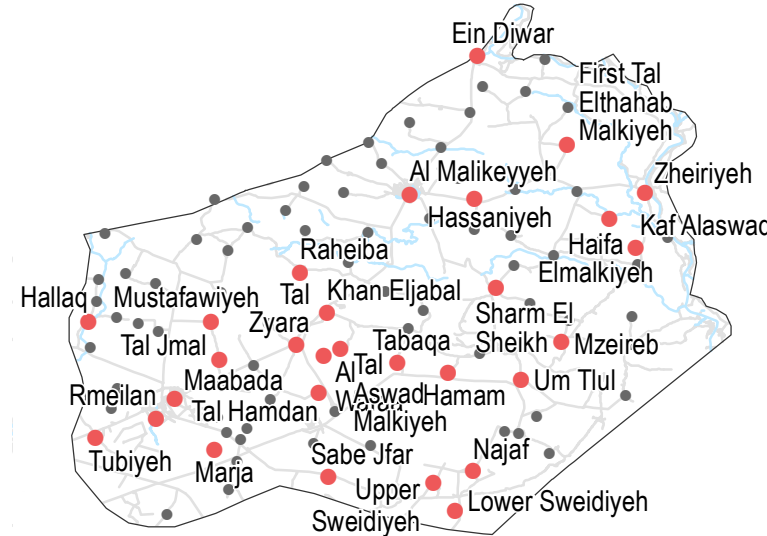 Ein Diwar
First Tal
Elthahab
Malkiyeh
Al Malikeyyeh
Zheiriyeh
Hassaniyeh
Kaf Alaswad
Haifa
Elmalkiyeh
Raheiba
Tal
Khan Eljabal
Hallaq
Mustafawiyeh
Zyara
Sharm El
Sheikh
Tabaqa
Mzeireb
Tal Jmal
Tal
Al
Maabada
Um Tlul
Rmeilan
Aswad
Hamam
Tal Hamdan
Malkiyeh
Tubiyeh
Marja
Sabe Jfar
Najaf
Upper
Sweidiyeh
Lower Sweidiyeh